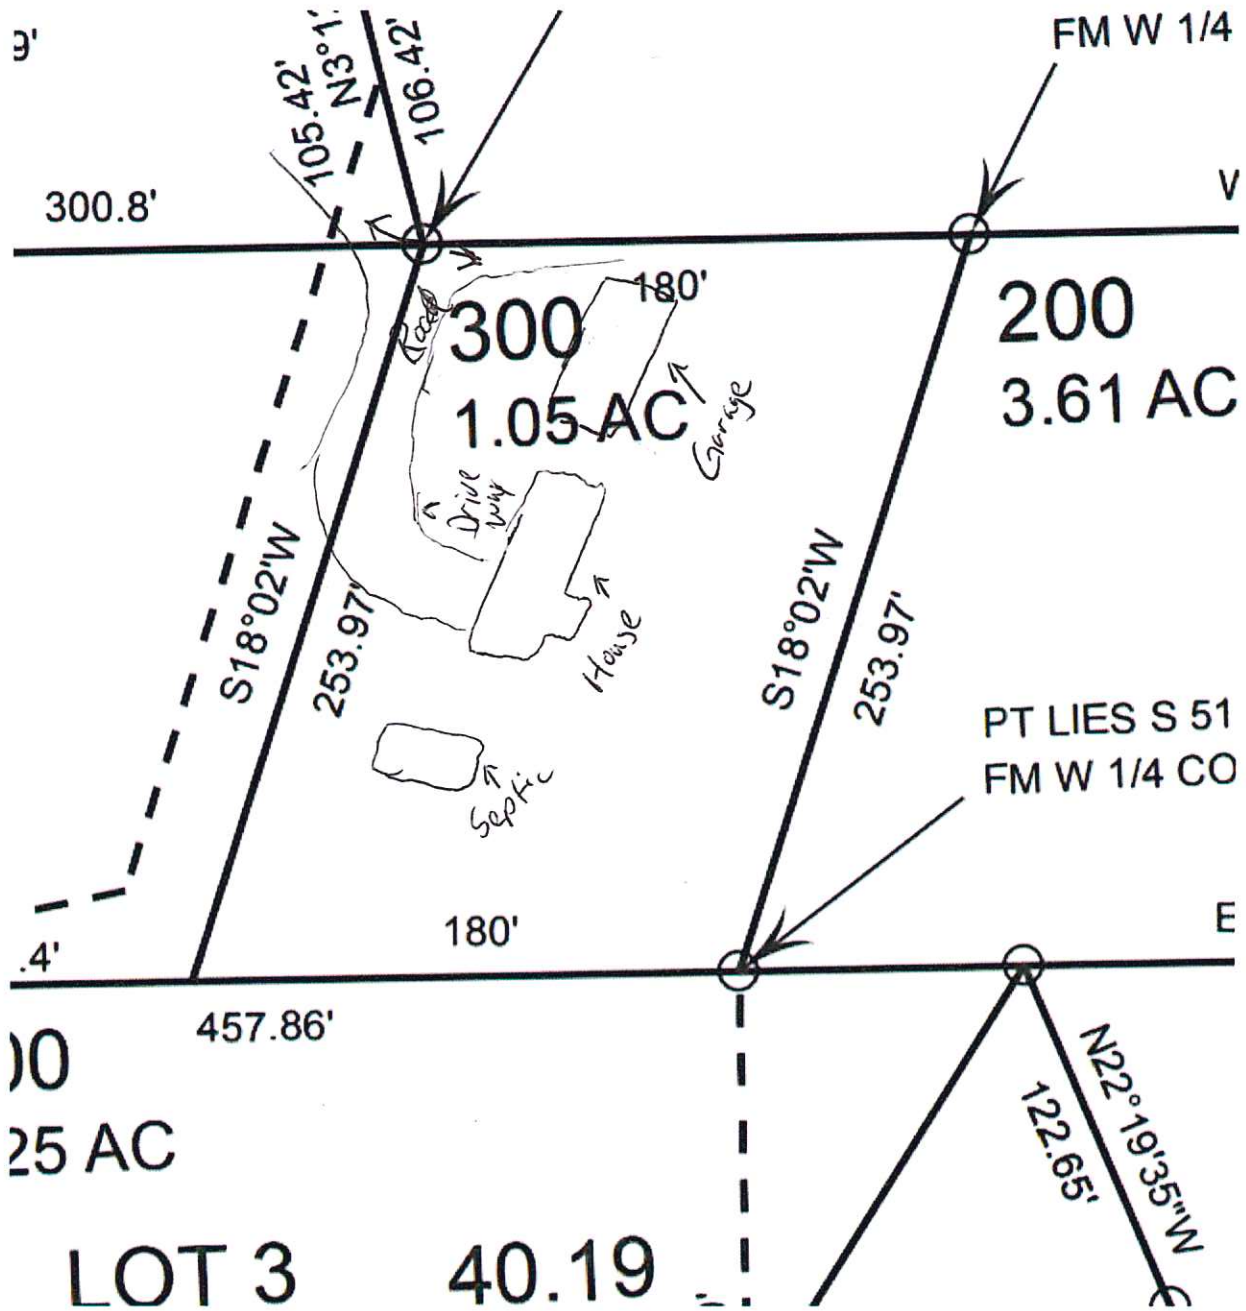 9'
FM W 1/4
105.42'
N3°1
106.42'
300.8'
180'
Road
300
1.05 AC
200
3.61 AC
Garage
Drive
way
House
S18°02'W
253.97'
S18°02'W
253.97'
Septic
PT LIES S 51
FM W 1/4 CO
180'
E
.4'
457.86'
00
25 AC
N22°19'35"W
122.65'
LOT 3
40.19